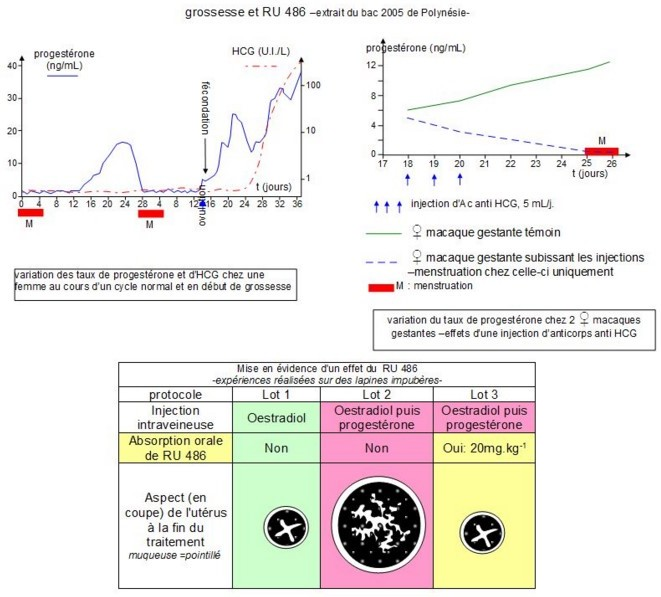 grossesse et RU 486 –extrait du bac 2005 de Polynésie-
progestérone
(ng/mL)
HCG (U.I./L)
40
30
20
10
0
100
10
1
fécondation
ovulation
t (jours)
0 4 8 12 16 20 24 28 4 8 12 16 20 24 28 32 36
M
M
variation des taux de progestérone et d'HCG chez une
femme au cours d'un cycle normal et en début de grossesse
progestérone (ng/mL)
12
8
4
0
17 18 19 20 22 24 25 26
M
t (jours)
injection d'Ac anti HCG, 5 mL/j.
♀ macaque gestante témoin
♀ macaque gestante subissant les injections
–menstruation chez celle-ci uniquement
M : menstruation
variation du taux de progestérone chez 2 ♀ macaques
gestantes –effets d'une injection d'anticorps anti HCG
Mise en évidence d'un effet du RU 486
-expériences réalisées sur des lapines impubères-
protocole Lot 1 Lot 2 Lot 3
Injection intraveineuse
Oestradiol
Oestradiol puis progestérone
Oestradiol puis progestérone
Absorption orale de RU 486
Non
Non
Oui: 20mg.kg⁻¹
Aspect (en
coupe) de l'utérus
à la fin du
traitement
muqueuse =pointillé